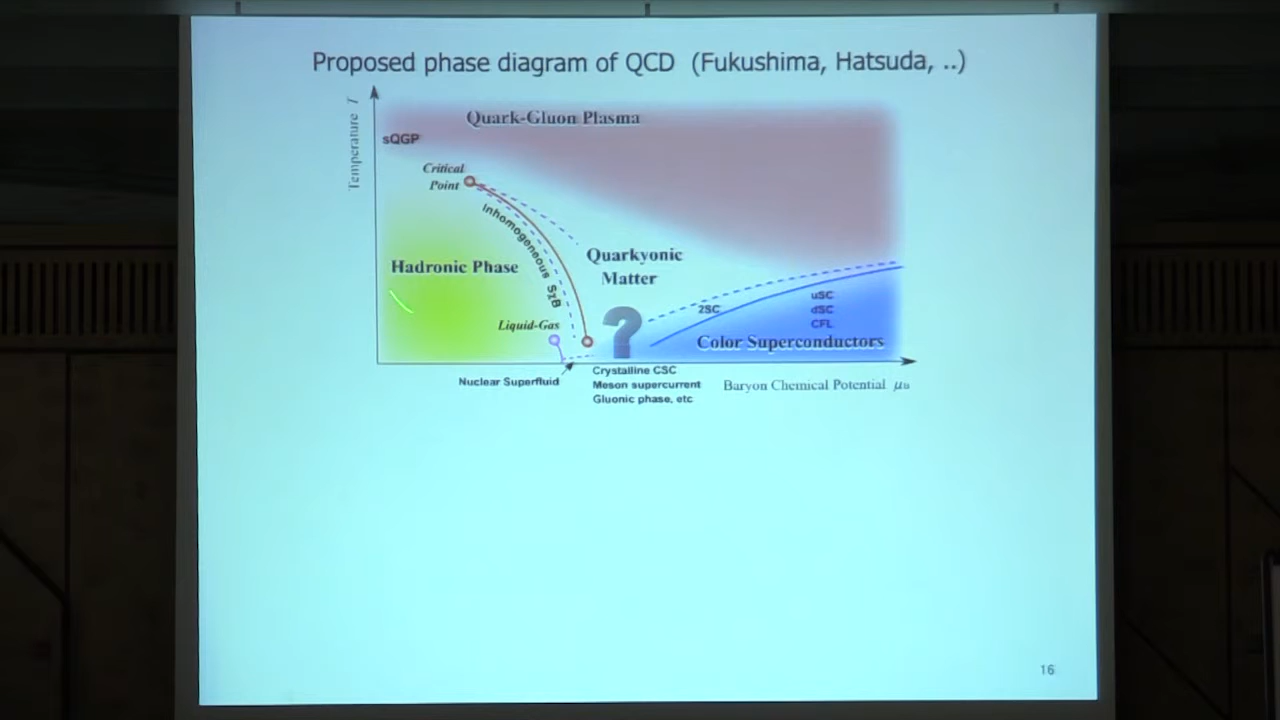 Proposed phase diagram of QCD (Fukushima, Hatsuda, ..)
Temperature T
Quark-Gluon Plasma
sQGP
Critical
Point
Inhomogeneous SχB
Hadronic Phase
Quarkyonic
Matter
Liquid-Gas
?
2SC
uSC
dSC
CFL
Color Superconductors
Nuclear Superfluid
Crystalline CSC
Meson supercurrent
Gluonic phase, etc
Baryon Chemical Potential μB
16